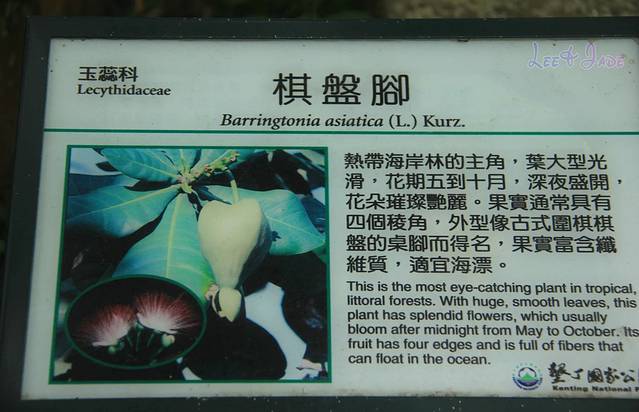 Lee & Jade
玉蕊科
Lecythidaceae
棋盤腳
Barringtonia asiatica (L.) Kurz.
熱帶海岸林的主角，葉大型光
滑，花期五到十月，深夜盛開，
花朵璀璨艷麗。果實通常具有
四個稜角，外型像古式圍棋棋
盤的桌腳而得名，果實富含纖
維質，適宜海漂。
This is the most eye-catching plant in tropical,
littoral forests. With huge, smooth leaves, this
plant has splendid flowers, which usually
bloom after midnight from May to October. Its
fruit has four edges and is full of fibers that
can float in the ocean.
墾丁國家公
Kenting National P